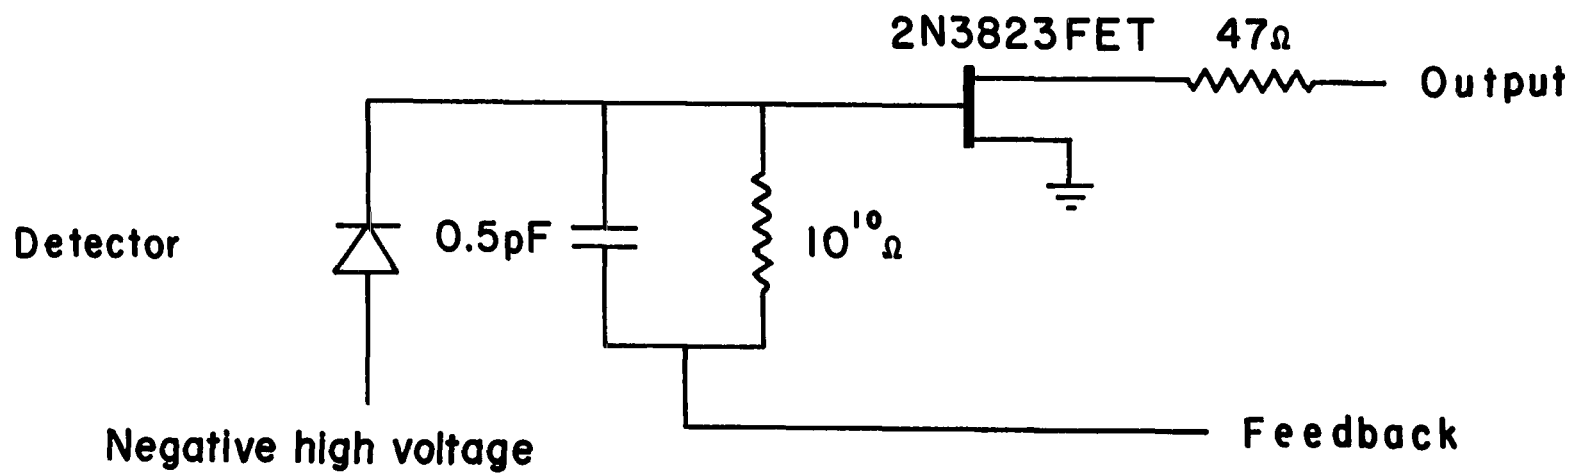 2N3823FET 47Ω
Output
Detector
0.5pF
10¹⁰Ω
Negative high voltage
Feedback